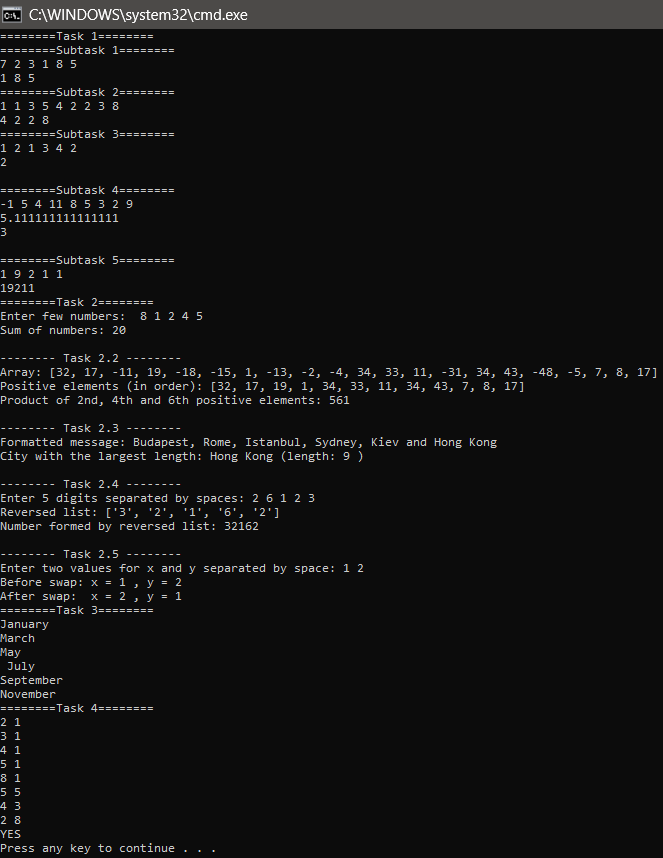 C:\WINDOWS\system32\cmd.exe
========Task 1========
========Subtask 1========
7 2 3 1 8 5
1 8 5
========Subtask 2========
1 1 3 5 4 2 2 3 8
4 2 2 8
========Subtask 3========
1 2 1 3 4 2
2
========Subtask 4========
-1 5 4 11 8 5 3 2 9
5.111111111111111
3
========Subtask 5========
1 9 2 1 1
19211
========Task 2========
Enter few numbers:  8 1 2 4 5
Sum of numbers: 20
-------- Task 2.2 --------
Array: [32, 17, -11, 19, -18, -15, 1, -13, -2, -4, 34, 33, 11, -31, 34, 43, -48, -5, 7, 8, 17]
Positive elements (in order): [32, 17, 19, 1, 34, 33, 11, 34, 43, 7, 8, 17]
Product of 2nd, 4th and 6th positive elements: 561
-------- Task 2.3 --------
Formatted message: Budapest, Rome, Istanbul, Sydney, Kiev and Hong Kong
City with the largest length: Hong Kong (length: 9 )
-------- Task 2.4 --------
Enter 5 digits separated by spaces: 2 6 1 2 3
Reversed list: ['3', '2', '1', '6', '2']
Number formed by reversed list: 32162
-------- Task 2.5 --------
Enter two values for x and y separated by space: 1 2
Before swap: x = 1 , y = 2
After swap:  x = 2 , y = 1
========Task 3========
January
March
May
 July
September
November
========Task 4========
2 1
3 1
4 1
5 1
8 1
5 5
4 3
2 8
YES
Press any key to continue . . .